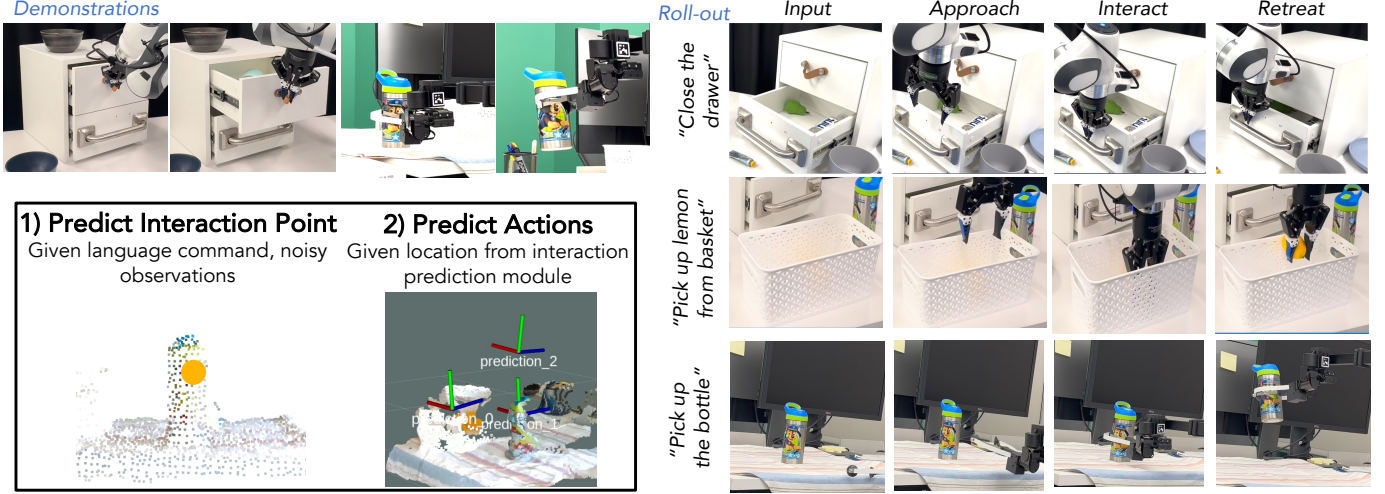 Demonstrations
1) Predict Interaction Point
Given language command, noisy
observations
2) Predict Actions
Given location from interaction
prediction module
prediction_2
Roll-out
Input
Approach
Interact
Retreat
"Close the
drawer"
"Pick up lemon
from basket"
"Pick up
the bottle"